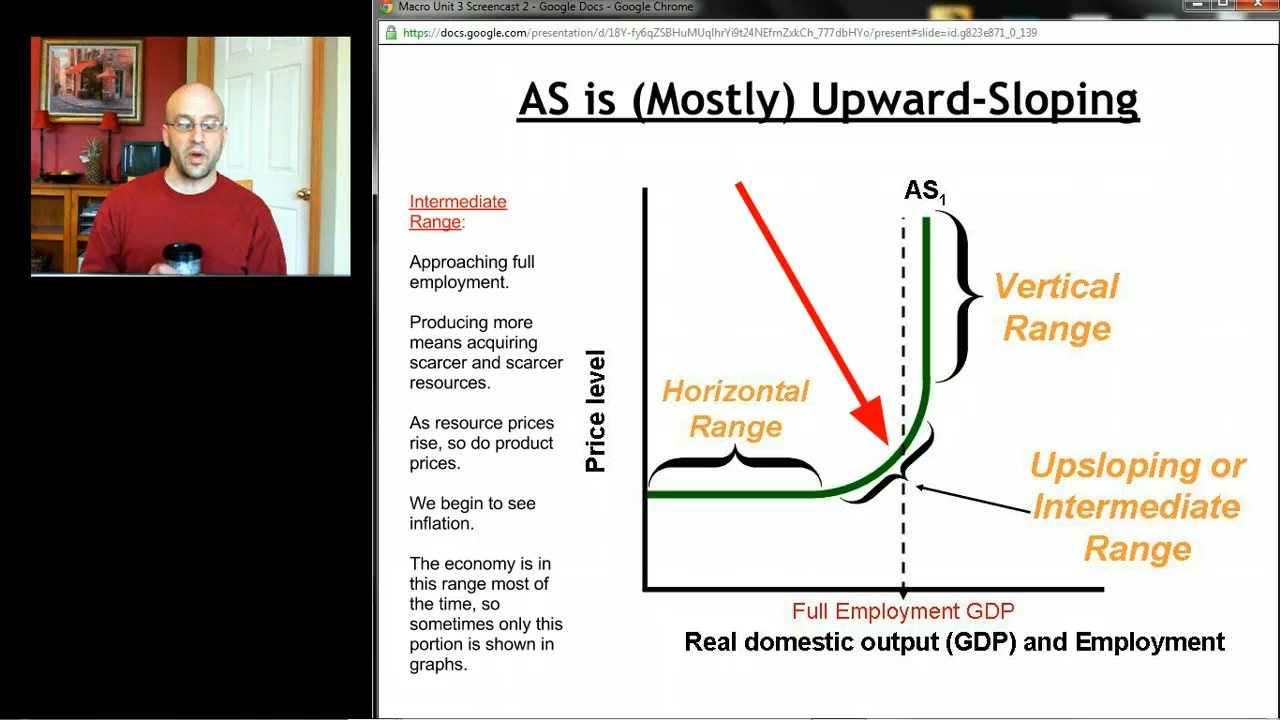 Macro Unit 3 Screencast 2 - Google Docs - Google Chrome
https://docs.google.com/presentation/d/18Y-fy6qZSBHuMUqIhrYi9t24NEfrnZxkCh_777dbHYo/present#slide=id.g823e871_0_139
AS is (Mostly) Upward-Sloping
Intermediate
Range:
Approaching full
employment.
Producing more
means acquiring
scarcer and scarcer
resources.
As resource prices
rise, so do product
prices.
We begin to see
inflation.
The economy is in
this range most of
the time, so
sometimes only this
portion is shown in
graphs.
Price level
AS1
Vertical
Range
Horizontal
Range
Upsloping or
Intermediate
Range
Full Employment GDP
Real domestic output (GDP) and Employment